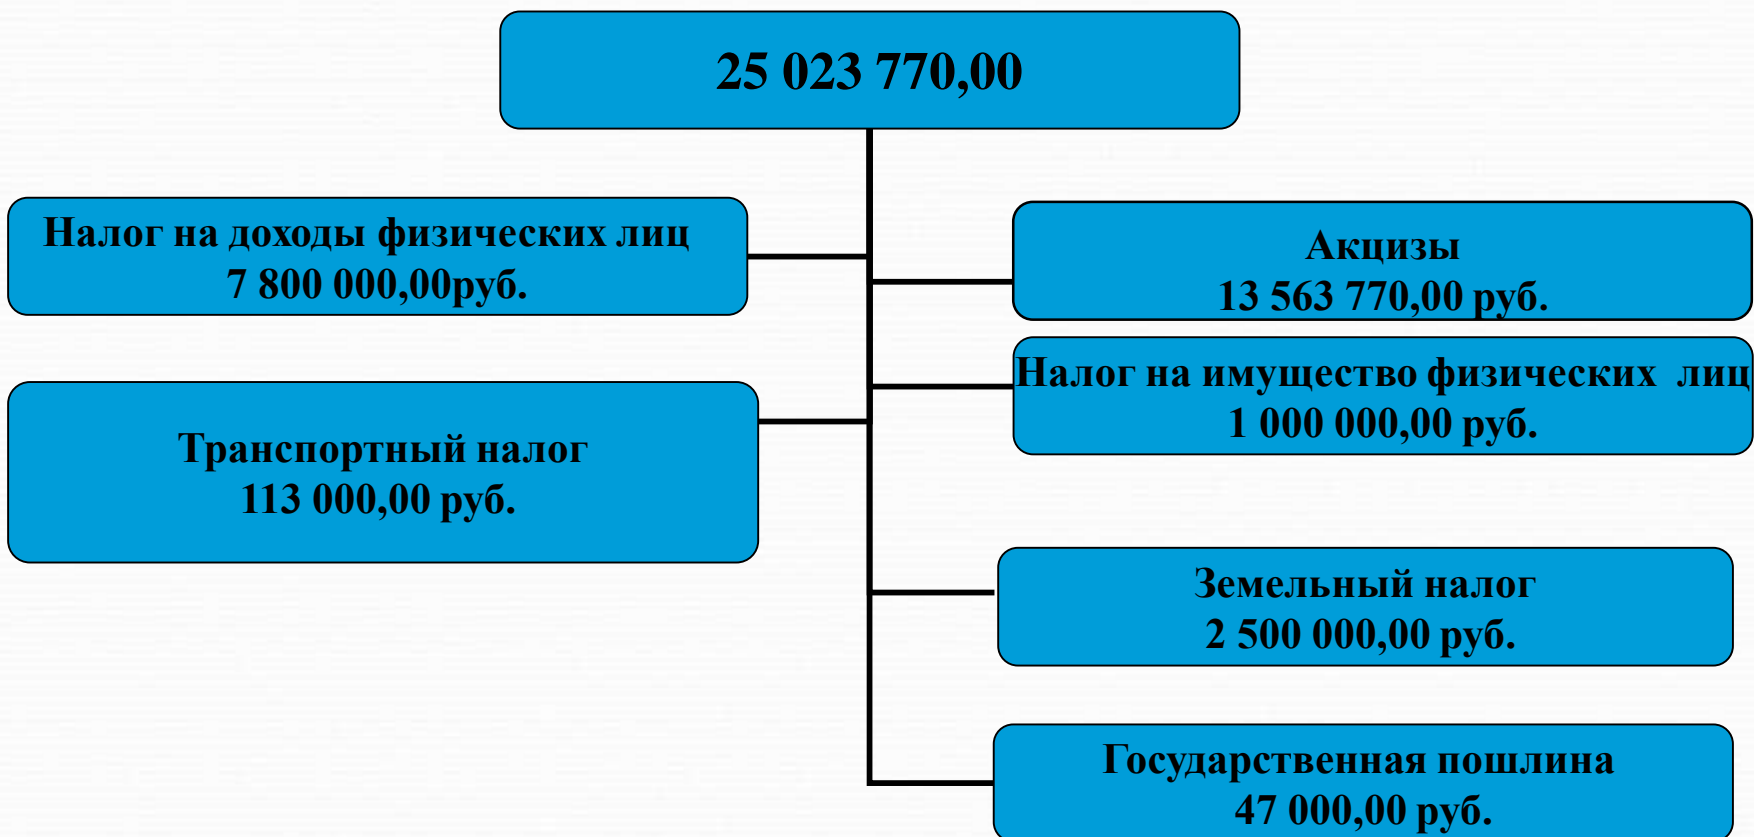 25 023 770,00
Налог на доходы физических лиц
7 800 000,00руб.
Акцизы
13 563 770,00 руб.
Налог на имущество физических лиц
1 000 000,00 руб.
Транспортный налог
113 000,00 руб.
Земельный налог
2 500 000,00 руб.
Государственная пошлина
47 000,00 руб.